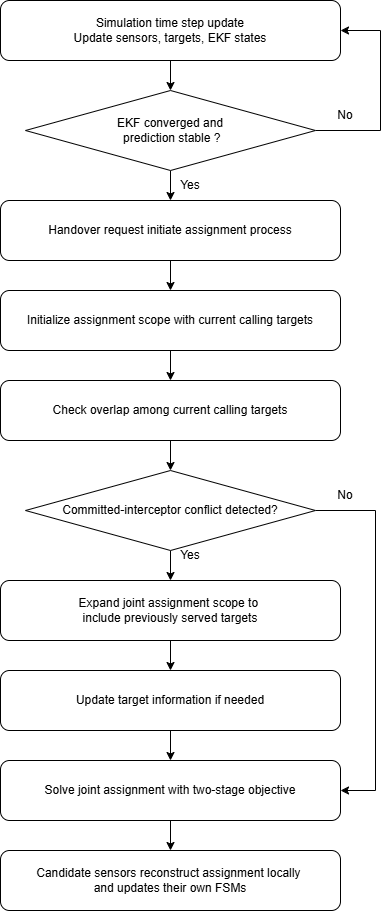 Simulation time step update
Update sensors, targets, EKF states
EKF converged and
prediction stable ?
No
Yes
Handover request initiate assignment process
Initialize assignment scope with current calling targets
Check overlap among current calling targets
Committed-interceptor conflict detected?
No
Yes
Expand joint assignment scope to
include previously served targets
Update target information if needed
Solve joint assignment with two-stage objective
Candidate sensors reconstruct assignment locally
and updates their own FSMs